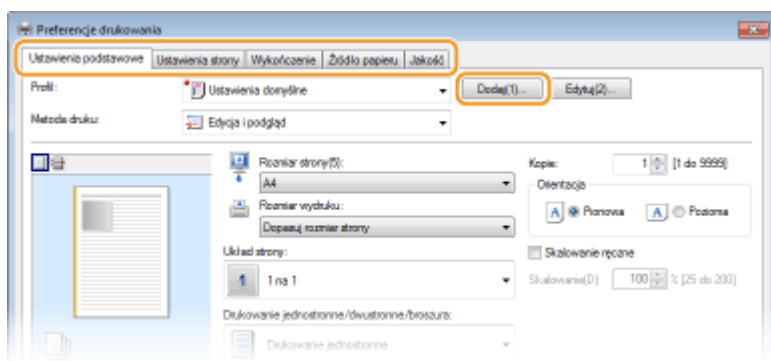 Preferencje drukowania
Ustawienia podstawowe Ustawienia strony Wykończenie Źródło papieru Jakość
Profil: Ustawienia domyślne Dodaj(1)... Edytuj(2)...
Metoda druku: Edycja i podgląd
Rozmiar strony(5): Kopie: 1 [1 do 9999]
A4 Orientacja
Rozmiar wydruku: A Pionowa A Pozioma
Dopasuj rozmiar strony
Układ strony: Skalowanie ręczne
1 1 na 1 Skalowanie(D): 100 % [25 do 200]
Drukowanie jednostronne/dwustronne/broszura:
Drukowanie jednostronne